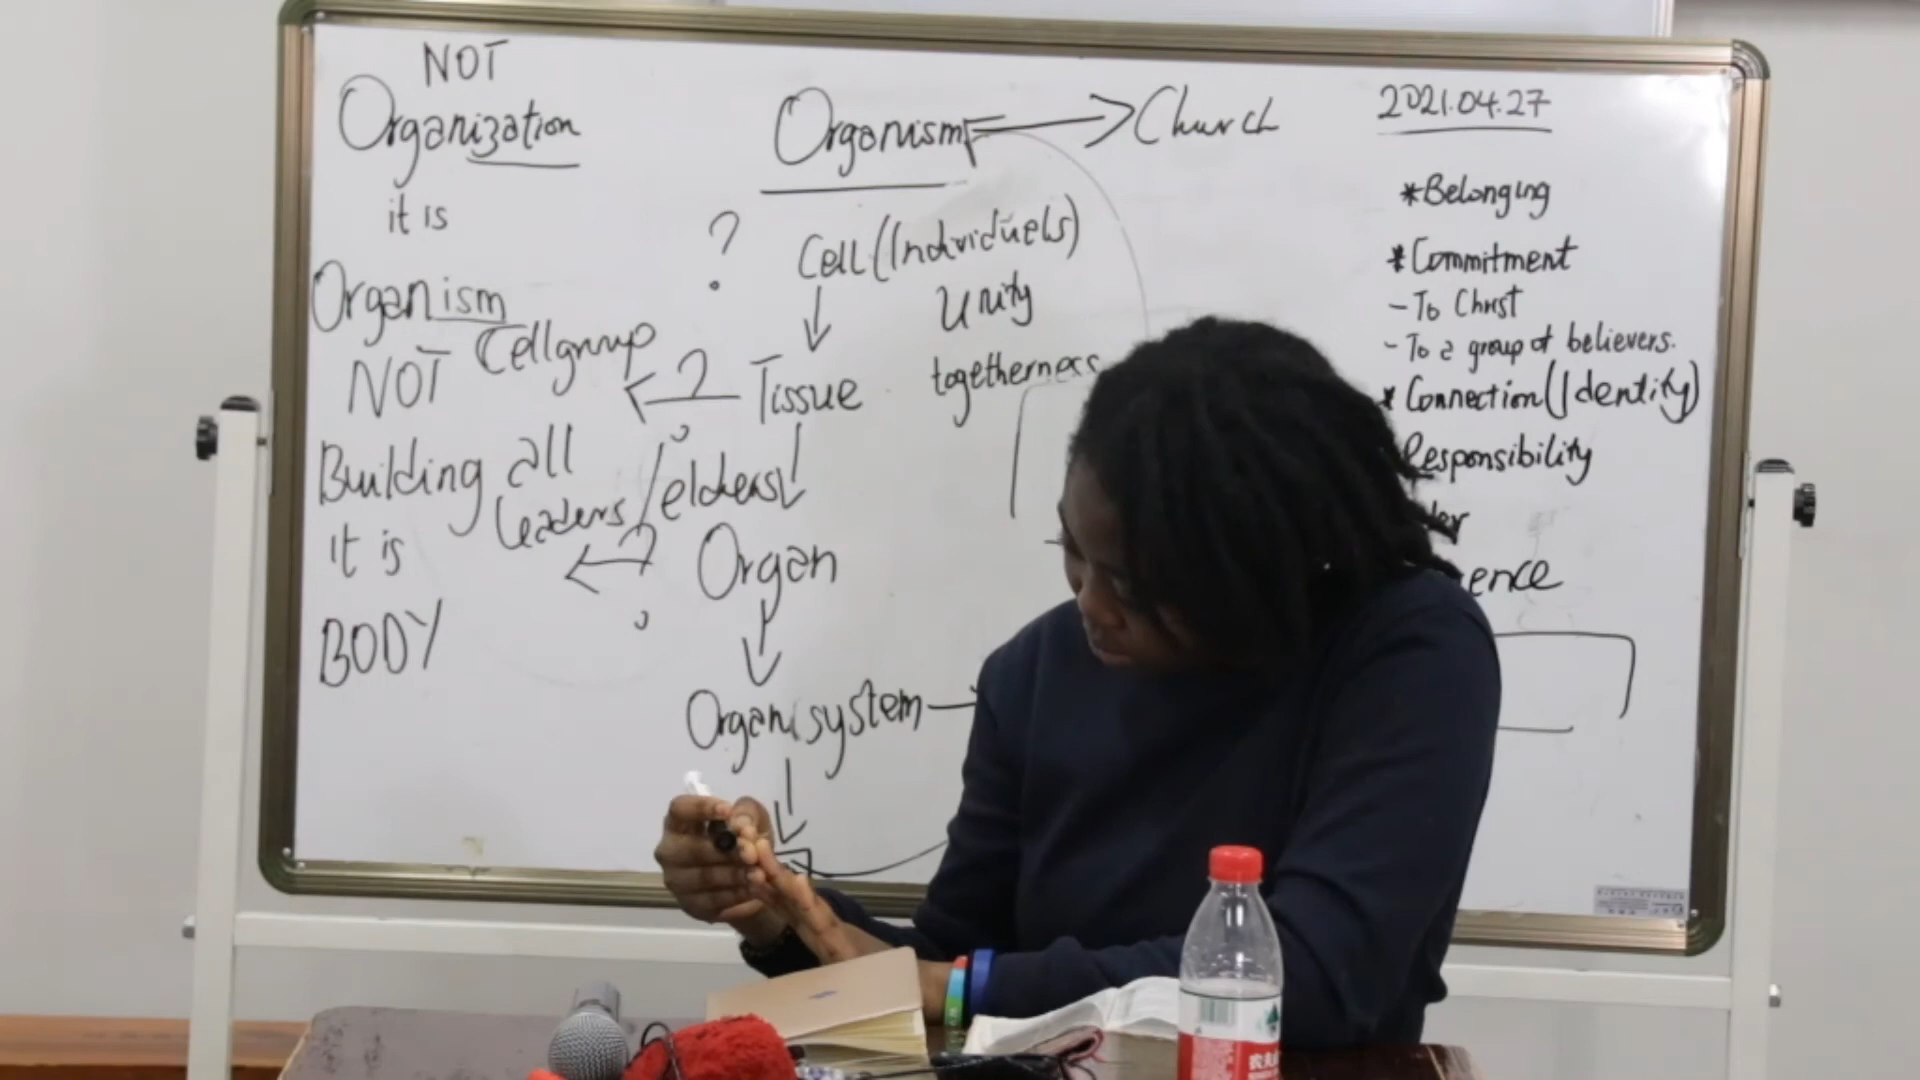 NOT
Organization
it is
Organism
NOT
Building
it is
BODY
Cellgroup
all
Leaders/elders
?
Organism
Church
Cell (Individuels)
Unity
togetherness
Tissue
?
Organ
?
Organ system
2021.04.27
*Belonging
*Commitment
- To Christ
- To a group of believers.
* Connection (Identity)
Responsibility